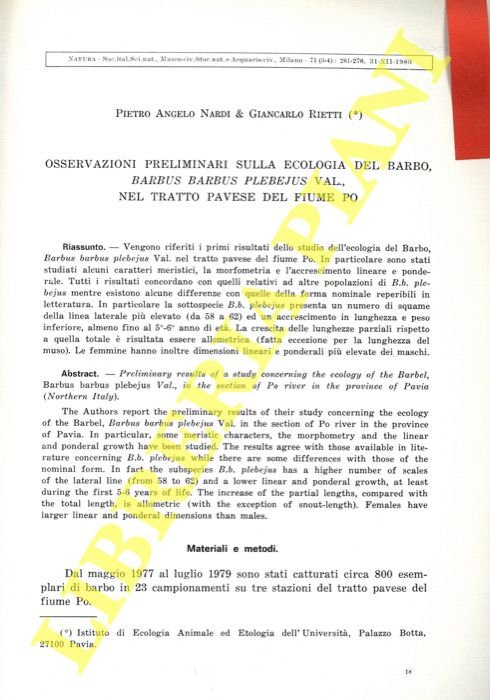 NATURA - Soc. ital. Sci. nat., Museo civ. Stor. nat. e Acquario civ., Milano - 71 (3-4): 261-276, 31-XII-1980
PIETRO ANGELO NARDI & GIANCARLO RIETTI (*)
OSSERVAZIONI PRELIMINARI SULLA ECOLOGIA DEL BARBO,
BARBUS BARBUS PLEBEJUS VAL.,
NEL TRATTO PAVESE DEL FIUME PO
Riassunto. — Vengono riferiti i primi risultati dello studio dell'ecologia del Barbo,
Barbus barbus plebejus Val. nel tratto pavese del fiume Po. In particolare sono stati
studiati alcuni caratteri meristici, la morfometria e l'accrescimento lineare e ponde-
rale. Tutti i risultati concordano con quelli relativi ad altre popolazioni di B.b. ple-
bejus mentre esistono alcune differenze con quelle della forma nominale reperibili in
letteratura. In particolare la sottospecie B.b. plebejus presenta un numero di squame
della linea laterale più elevato (da 58 a 62) ed un accrescimento in lunghezza e peso
inferiore, almeno fino al 5°-6° anno di età. La crescita delle lunghezze parziali rispetto
a quella totale è risultata essere allometrica (fatta eccezione per la lunghezza del
muso). Le femmine hanno inoltre dimensioni lineari e ponderali più elevate dei maschi.
Abstract. — Preliminary results of a study concerning the ecology of the Barbel,
Barbus barbus plebejus Val., in the section of Po river in the province of Pavia
(Northern Italy).
The Authors report the preliminary results of their study concerning the ecology
of the Barbel, Barbus barbus plebejus Val. in the section of Po river in the province
of Pavia. In particular, some meristic characters, the morphometry and the linear
and ponderal growth have been studied. The results agree with those available in lite-
rature concerning B.b. plebejus while there are some differences with those of the
nominal form. In fact the subspecies B.b. plebejus has a higher number of scales
of the lateral line (from 58 to 62) and a lower linear and ponderal growth, at least
during the first 5-6 years of life. The increase of the partial lengths, compared with
the total length, is allometric (with the exception of snout-length). Females have
larger linear and ponderal dimensions than males.
Materiali e metodi.
Dal maggio 1977 al luglio 1979 sono stati catturati circa 800 esem-
plari di barbo in 23 campionamenti su tre stazioni del tratto pavese del
fiume Po.
(*) Istituto di Ecologia Animale ed Etologia dell'Università, Palazzo Botta,
27100 Pavia.
18
LIBRERIA PIANI